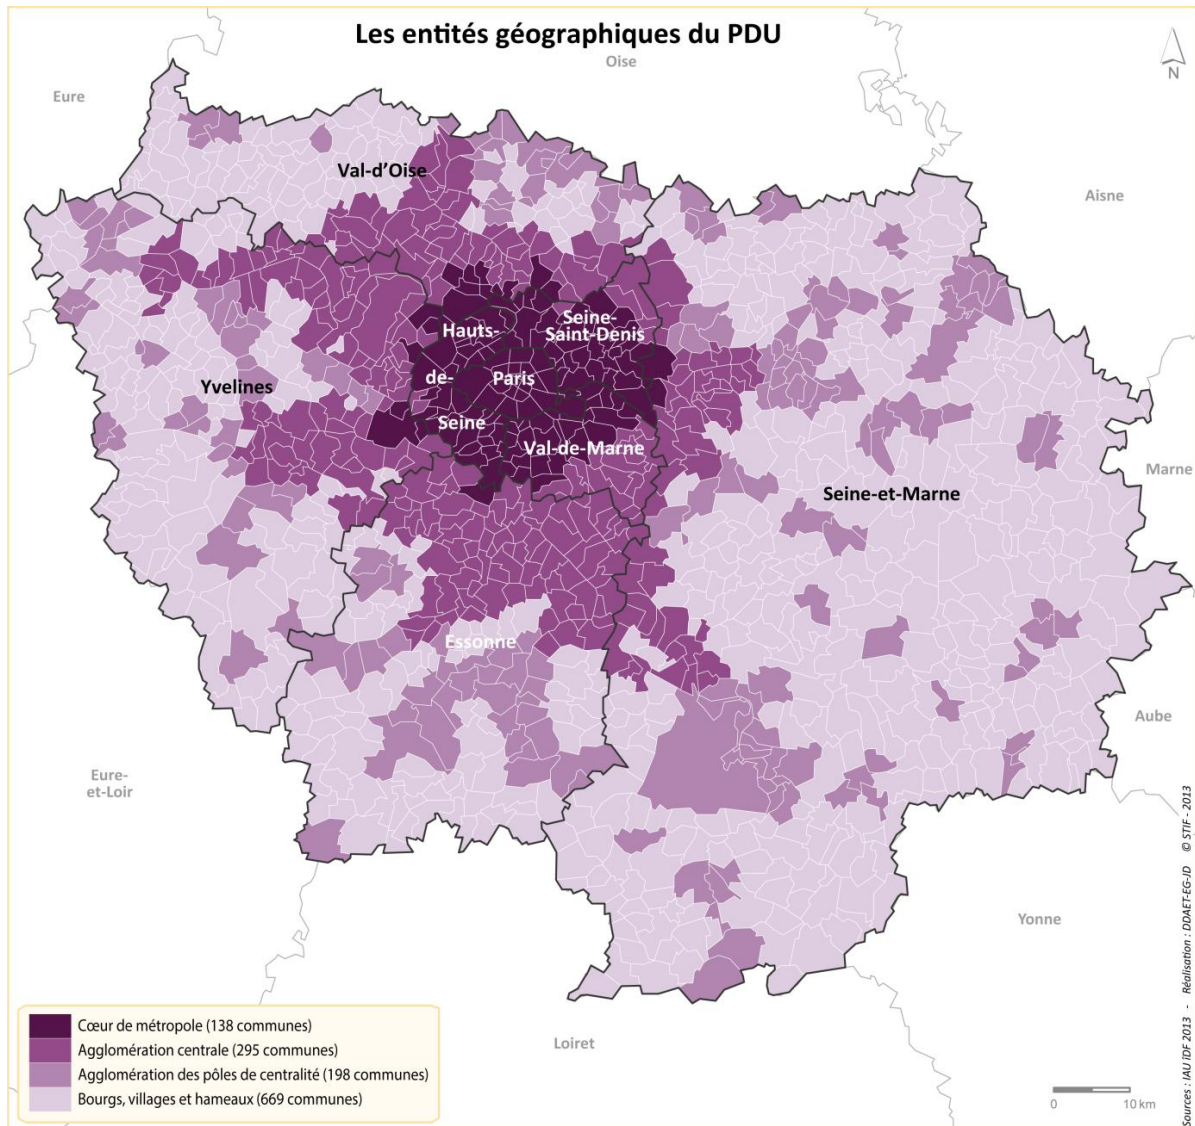 Les entités géographiques du PDU
Oise
N
Eure
Val-d'Oise
Aisne
Hauts-
Seine-
Saint-Denis
de-
Paris
Yvelines
Seine
Val-de-Marne
Marne
Seine-et-Marne
Essonne
Aube
Eure-
et-Loir
Yonne
Loiret
Cœur de métropole (138 communes)
Agglomération centrale (295 communes)
Agglomération des pôles de centralité (198 communes)
Bourgs, villages et hameaux (669 communes)
0 10 km
Sources : IAU îDF 2013 - Réalisation : DDAET-EG-JD © STIF - 2013